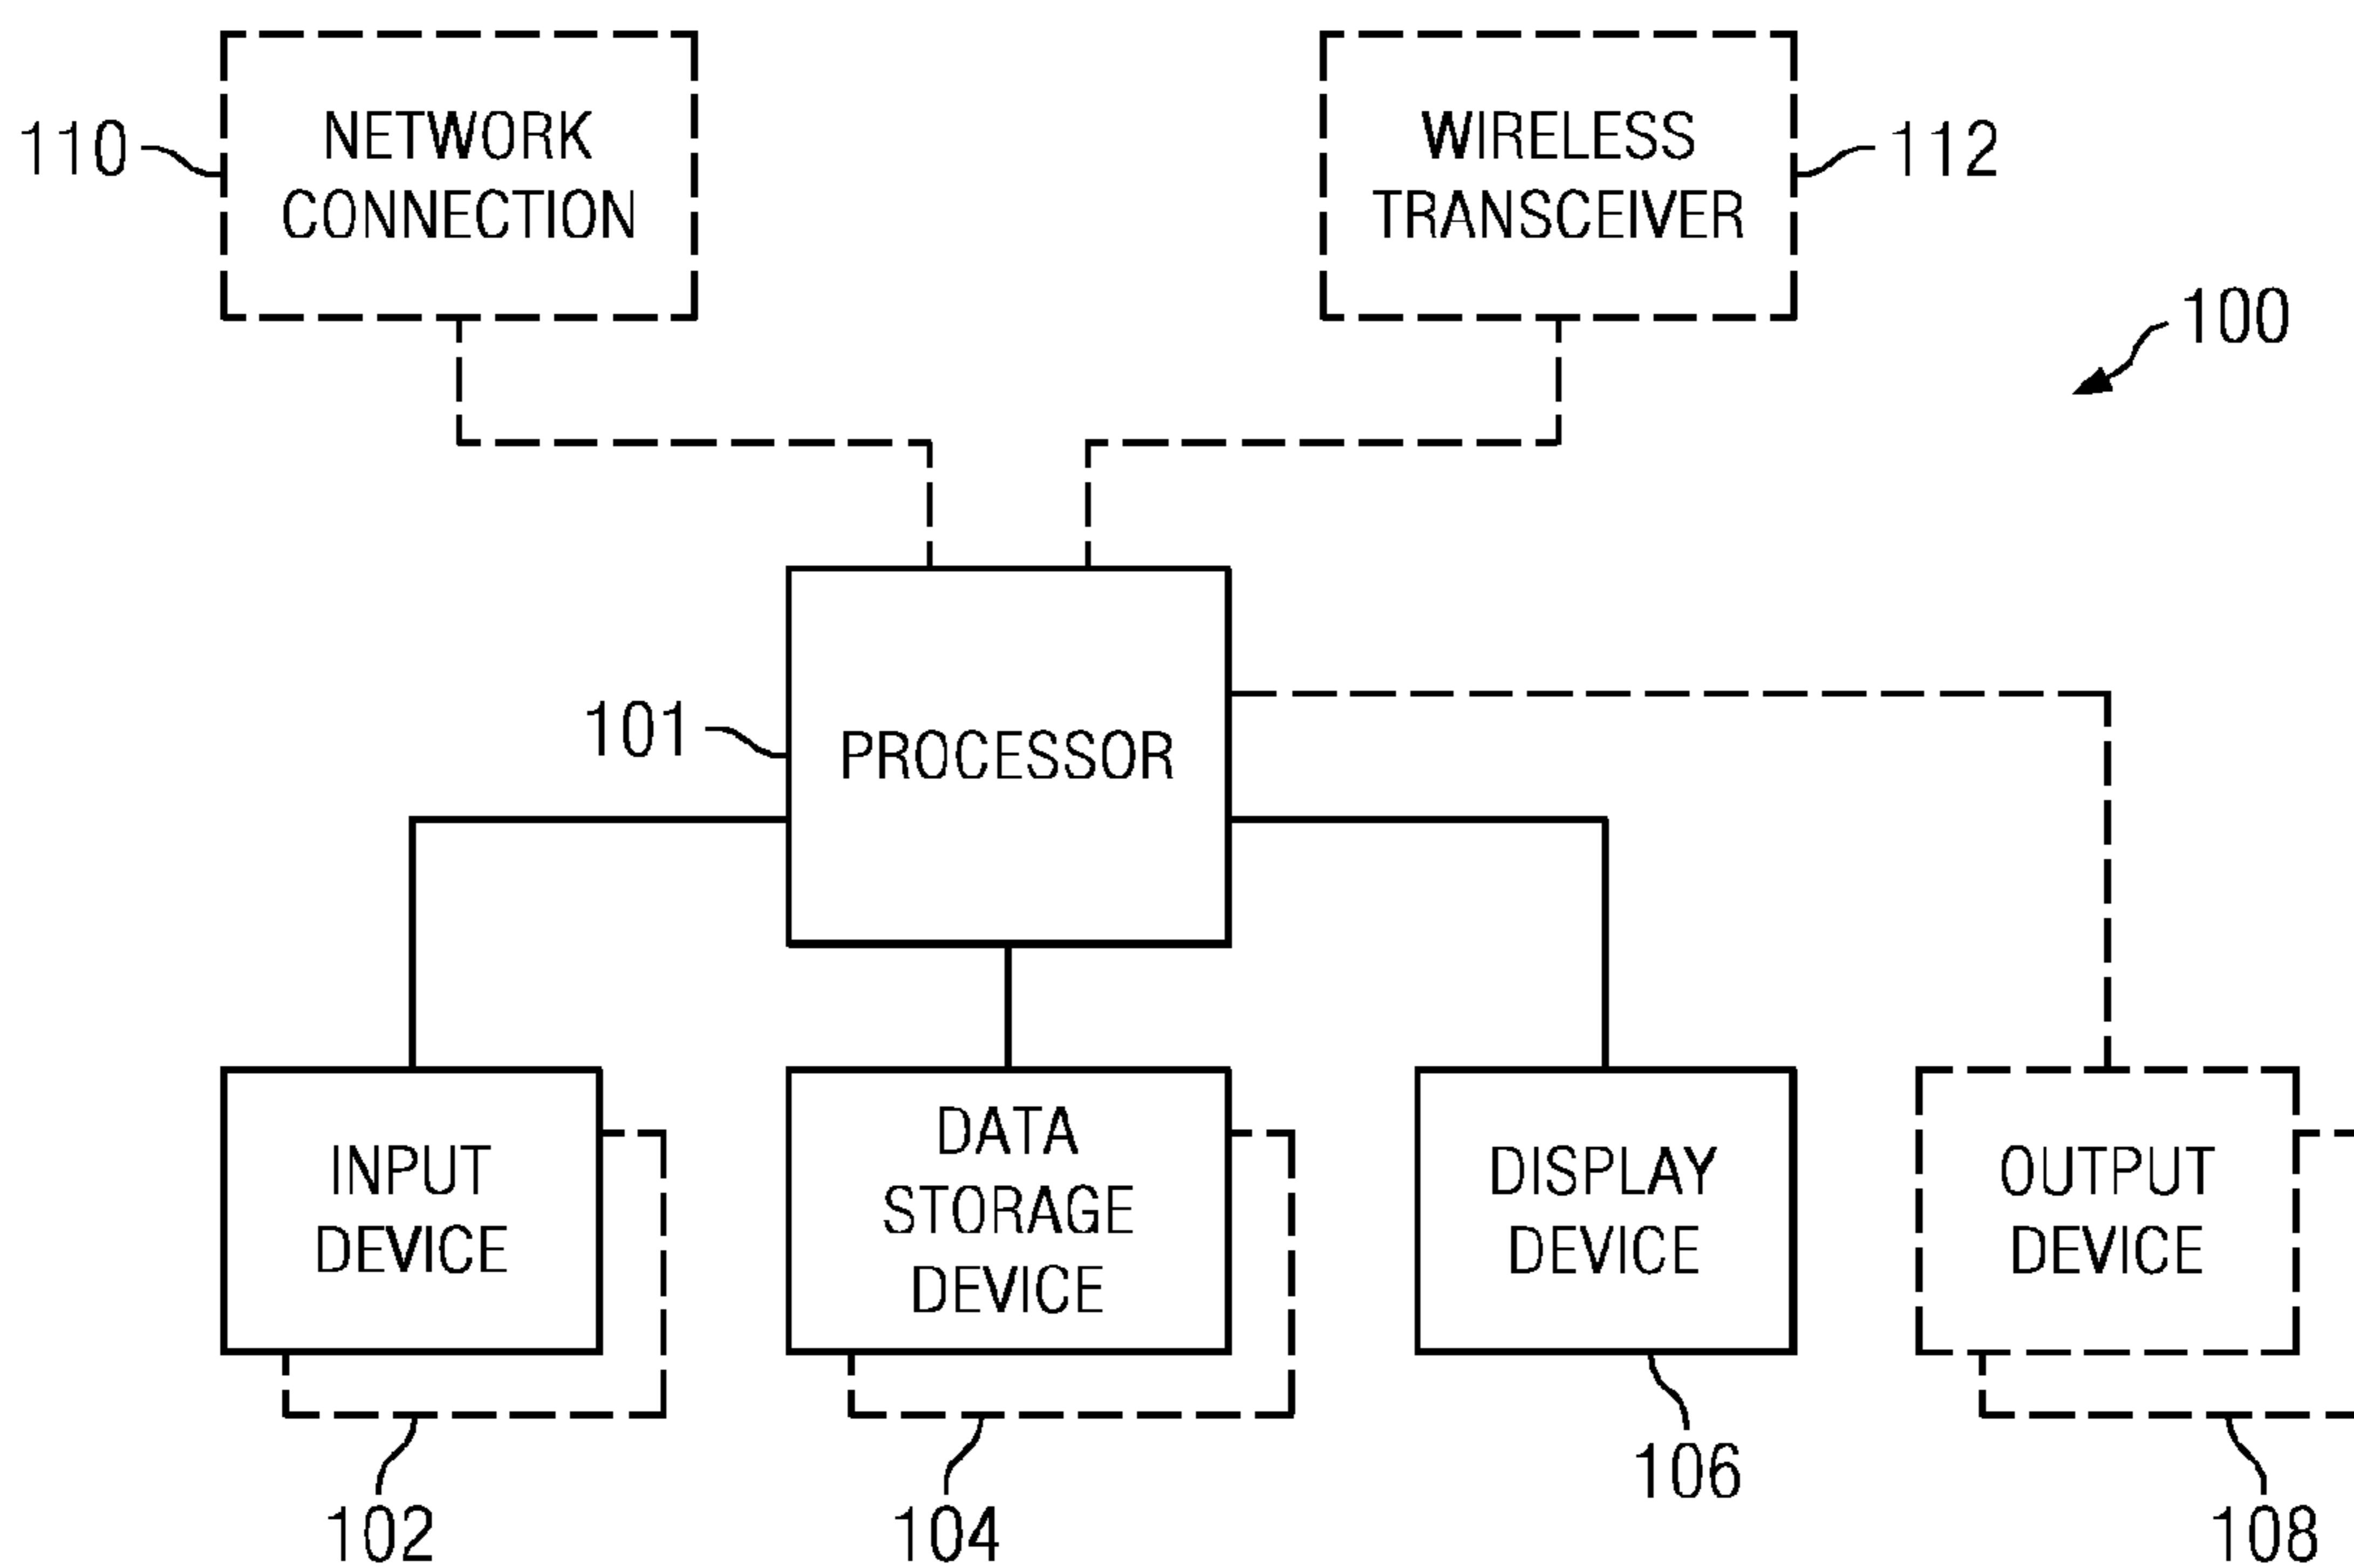 110
NETWORK
CONNECTION
WIRELESS
TRANSCEIVER
112
100
101
PROCESSOR
INPUT
DEVICE
DATA
STORAGE
DEVICE
DISPLAY
DEVICE
OUTPUT
DEVICE
102
104
106
108